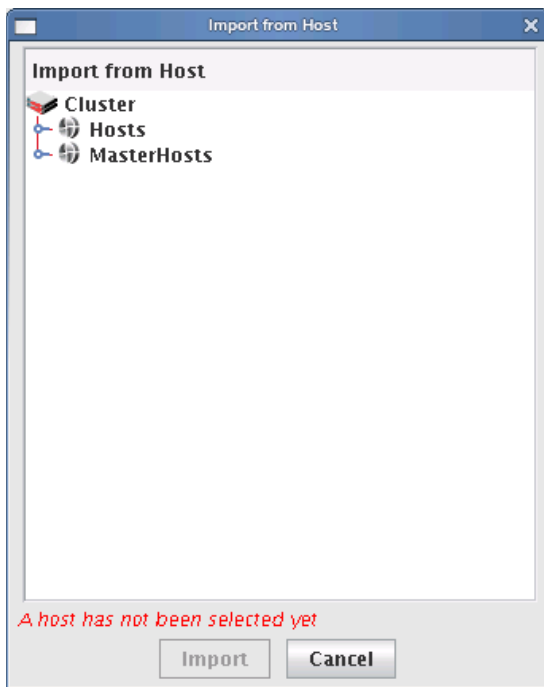 Import from Host
Import from Host
Cluster
Hosts
MasterHosts
A host has not been selected yet
Import
Cancel